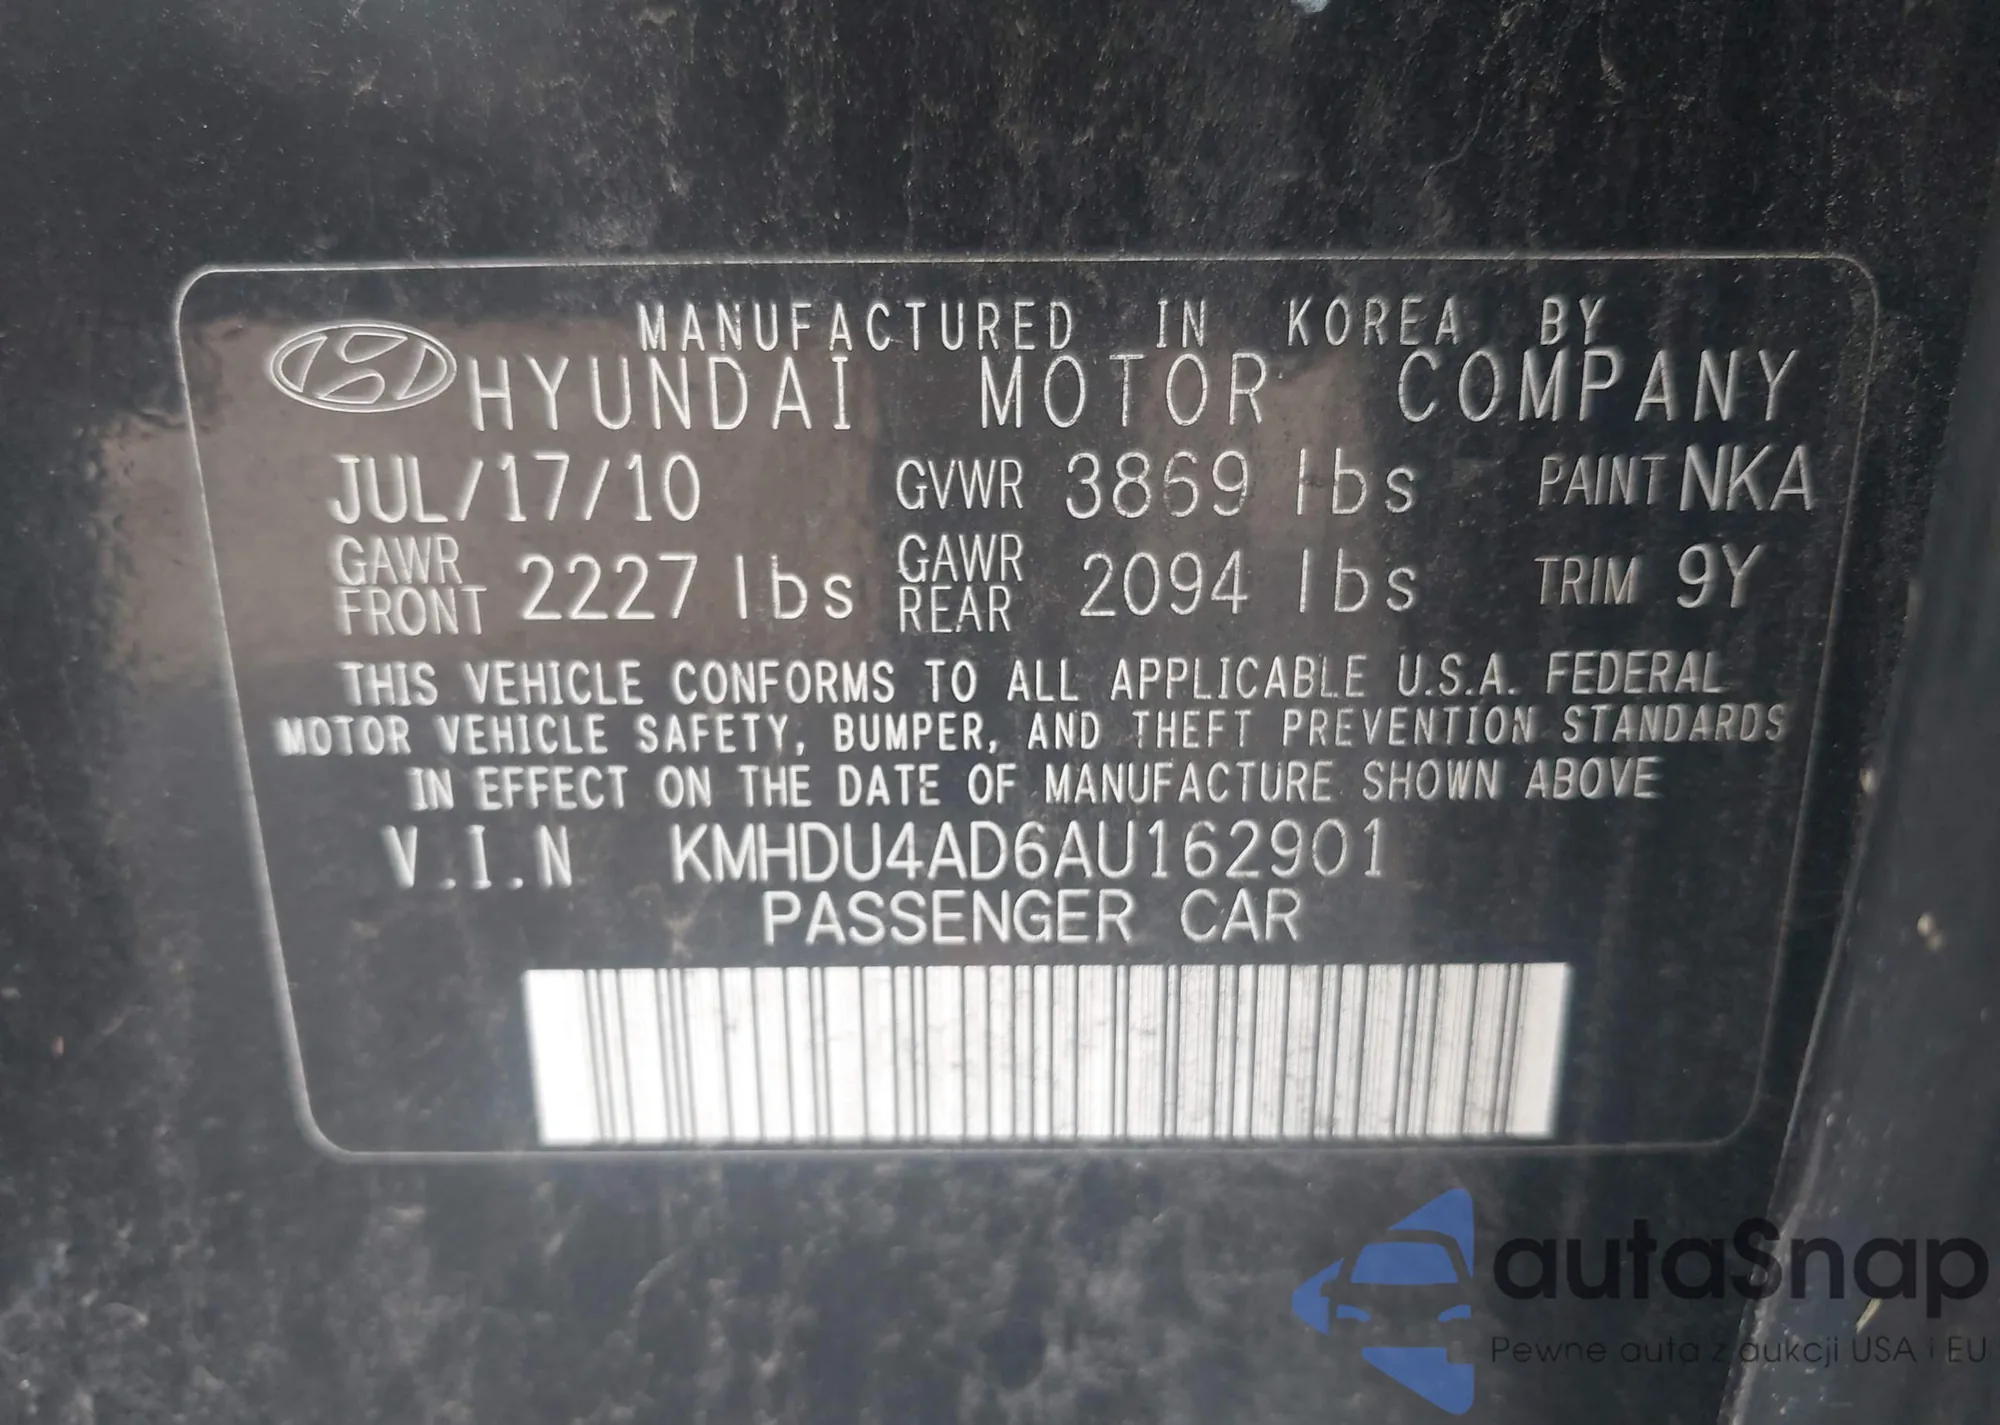 MANUFACTURED IN KOREA BY
HYUNDAI MOTOR COMPANY
JUL/17/10 GVWR 3869 lbs PAINT NKA
GAWR FRONT 2227 lbs GAWR REAR 2094 lbs TRIM 9Y
THIS VEHICLE CONFORMS TO ALL APPLICABLE U.S.A. FEDERAL
MOTOR VEHICLE SAFETY, BUMPER, AND THEFT PREVENTION STANDARDS
IN EFFECT ON THE DATE OF MANUFACTURE SHOWN ABOVE
V.I.N KMHDU4AD6AU162901
PASSENGER CAR
autaSnap
Pewne auta z aukcji USA i EU